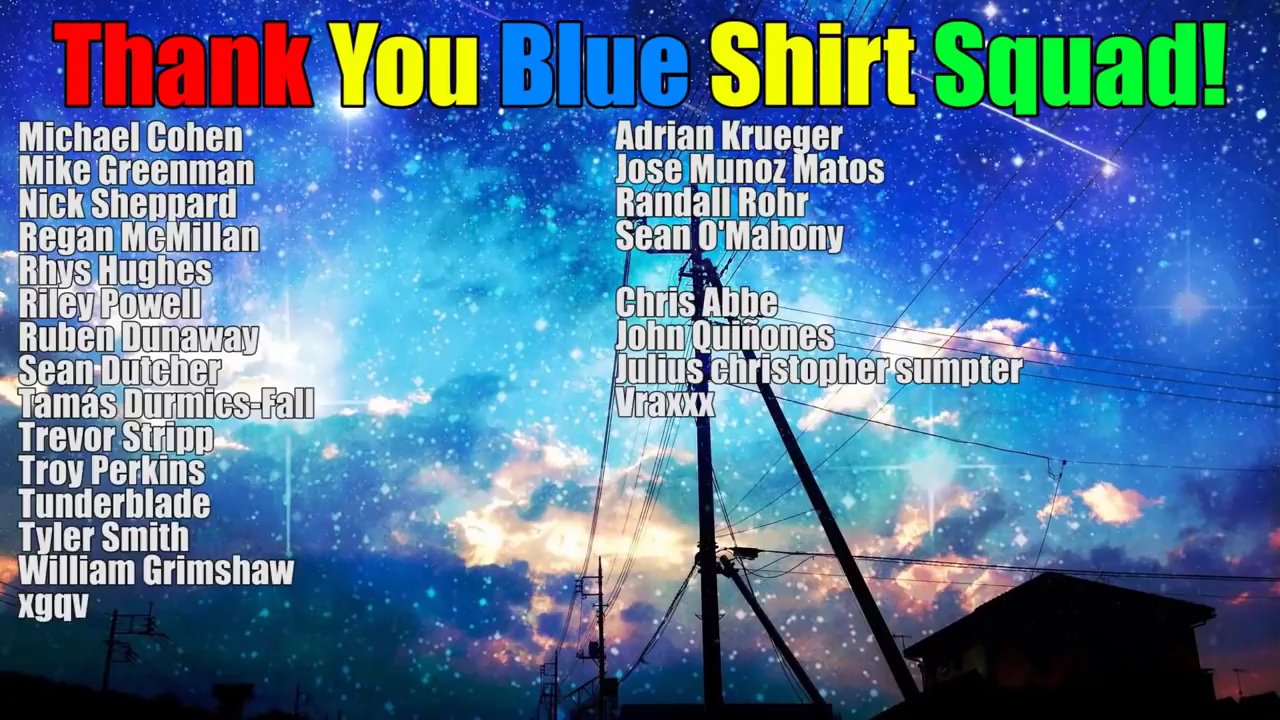 Thank You Blue Shirt Squad!
Michael Cohen
Mike Greenman
Nick Sheppard
Regan McMillan
Rhys Hughes
Riley Powell
Ruben Dunaway
Sean Dutcher
Tamás Durmics-Fall
Trevor Stripp
Troy Perkins
Tunderblade
Tyler Smith
William Grimshaw
xgqv
Adrian Krueger
Jose Munoz Matos
Randall Rohr
Sean O'Mahony
Chris Abbe
John Quiñones
Julius christopher sumpter
Vraxxx